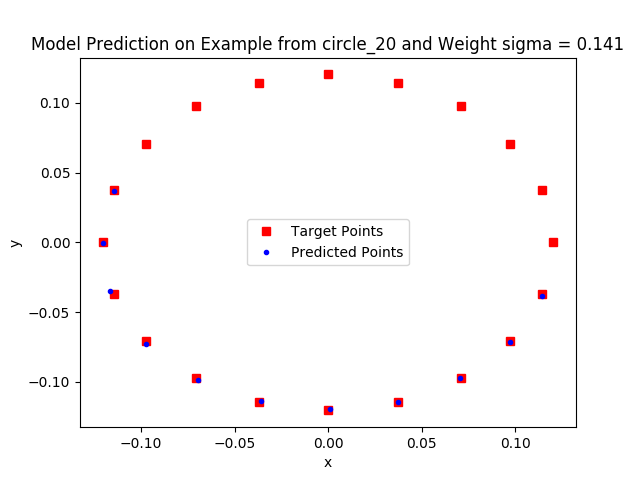 Model Prediction on Example from circle_20 and Weight sigma = 0.141
0.10
0.05
0.00
−0.05
−0.10
y
Target Points
Predicted Points
−0.10
−0.05
0.00
0.05
0.10
x